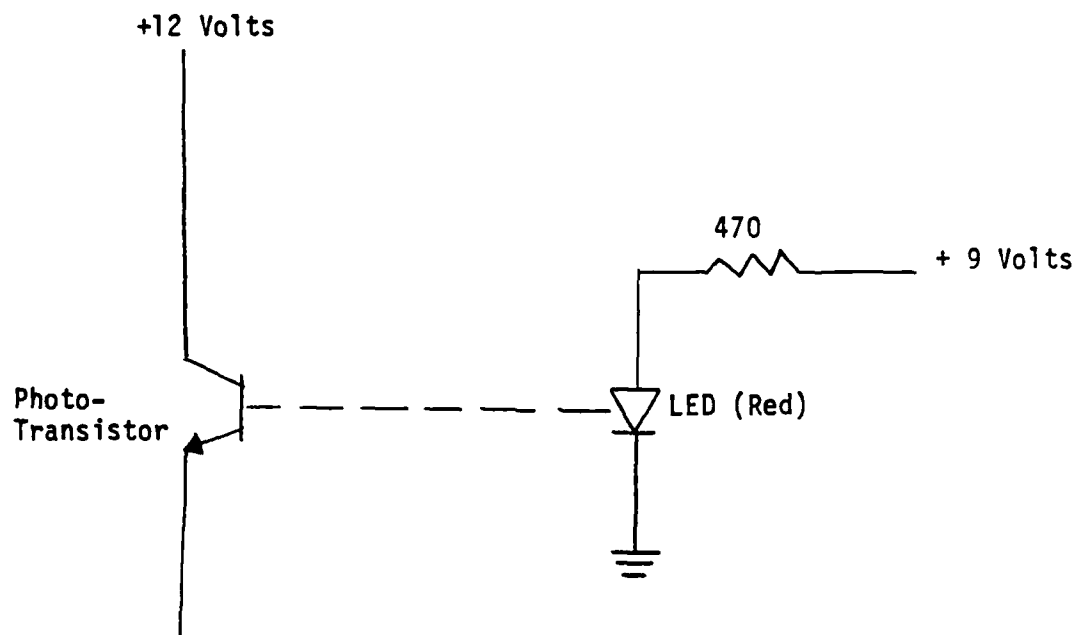 +12 Volts
470
+ 9 Volts
Photo-
Transistor
LED (Red)